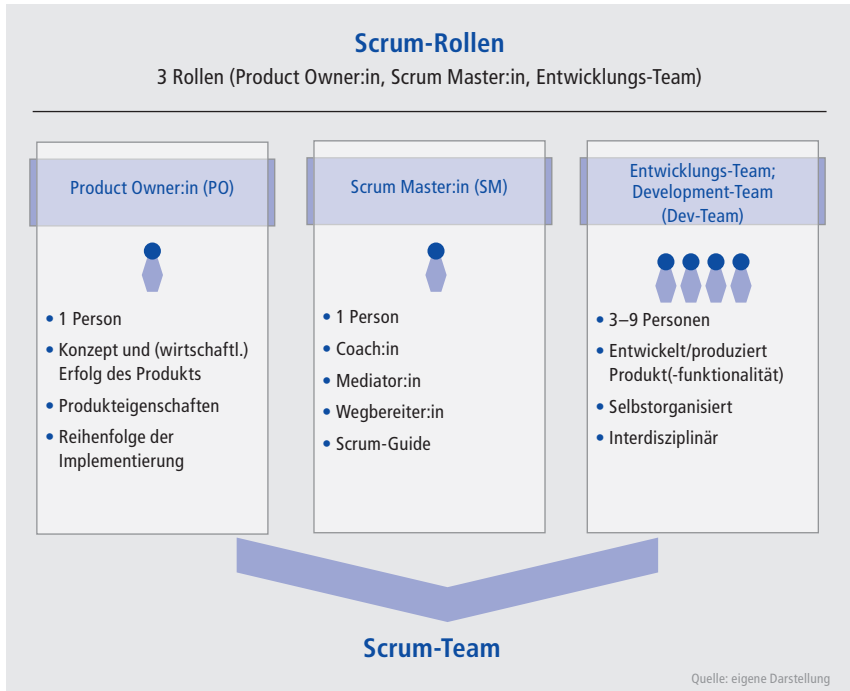 Scrum-Rollen
3 Rollen (Product Owner:in, Scrum Master:in, Entwicklungs-Team)
Product Owner:in (PO)
• 1 Person
• Konzept und (wirtschaftl.)
Erfolg des Produkts
• Produkteigenschaften
• Reihenfolge der
Implementierung
Scrum Master:in (SM)
• 1 Person
• Coach:in
• Mediator:in
• Wegbereiter:in
• Scrum-Guide
Entwicklungs-Team;
Development-Team
(Dev-Team)
• 3–9 Personen
• Entwickelt/produziert
Produkt(-funktionalität)
• Selbstorganisiert
• Interdisziplinär
Scrum-Team
Quelle: eigene Darstellung